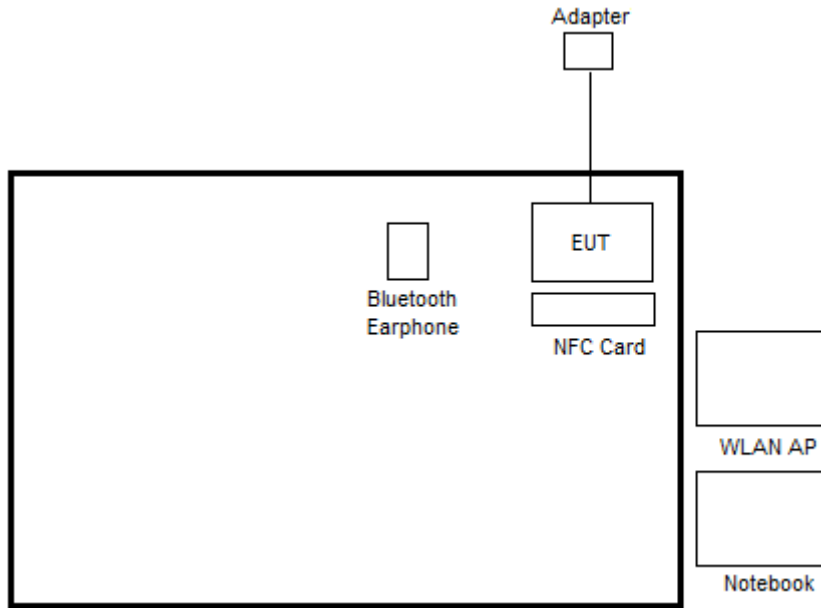 Adapter
EUT
Bluetooth
Earphone
NFC Card
WLAN AP
Notebook